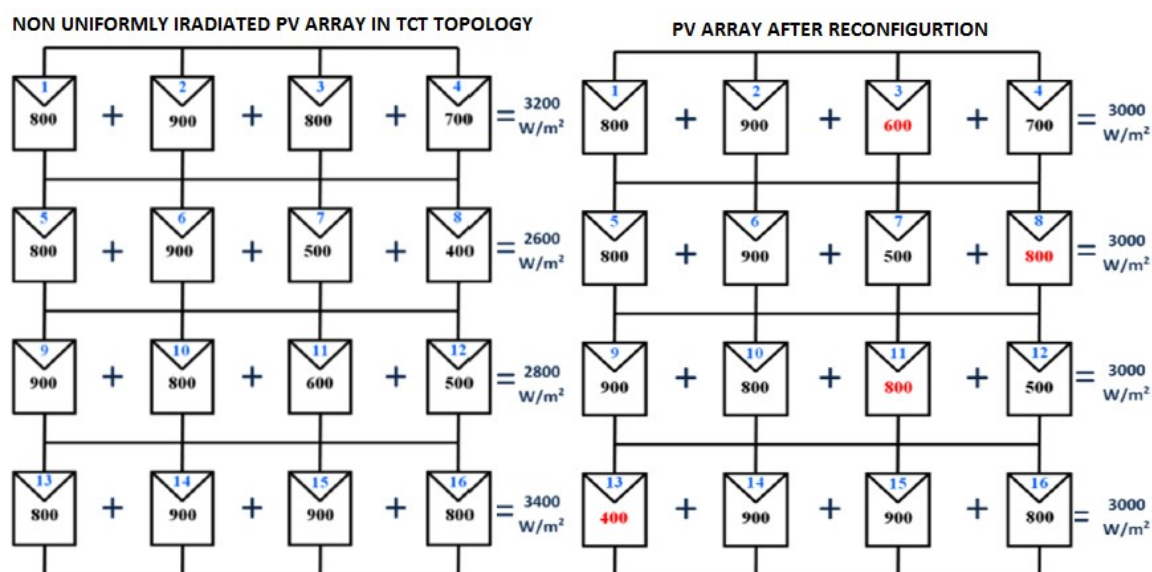 NON UNIFORMLY IRADIATED PV ARRAY IN TCT TOPOLOGY
1 2 3 4
800 + 900 + 800 + 700 = 3200 W/m²
5 6 7 8
800 + 900 + 500 + 400 = 2600 W/m²
9 10 11 12
900 + 800 + 600 + 500 = 2800 W/m²
13 14 15 16
800 + 900 + 900 + 800 = 3400 W/m²
PV ARRAY AFTER RECONFIGURTION
1 2 3 4
800 + 900 + 600 + 700 = 3000 W/m²
5 6 7 8
800 + 900 + 500 + 800 = 3000 W/m²
9 10 11 12
900 + 800 + 800 + 500 = 3000 W/m²
13 14 15 16
400 + 900 + 900 + 800 = 3000 W/m²